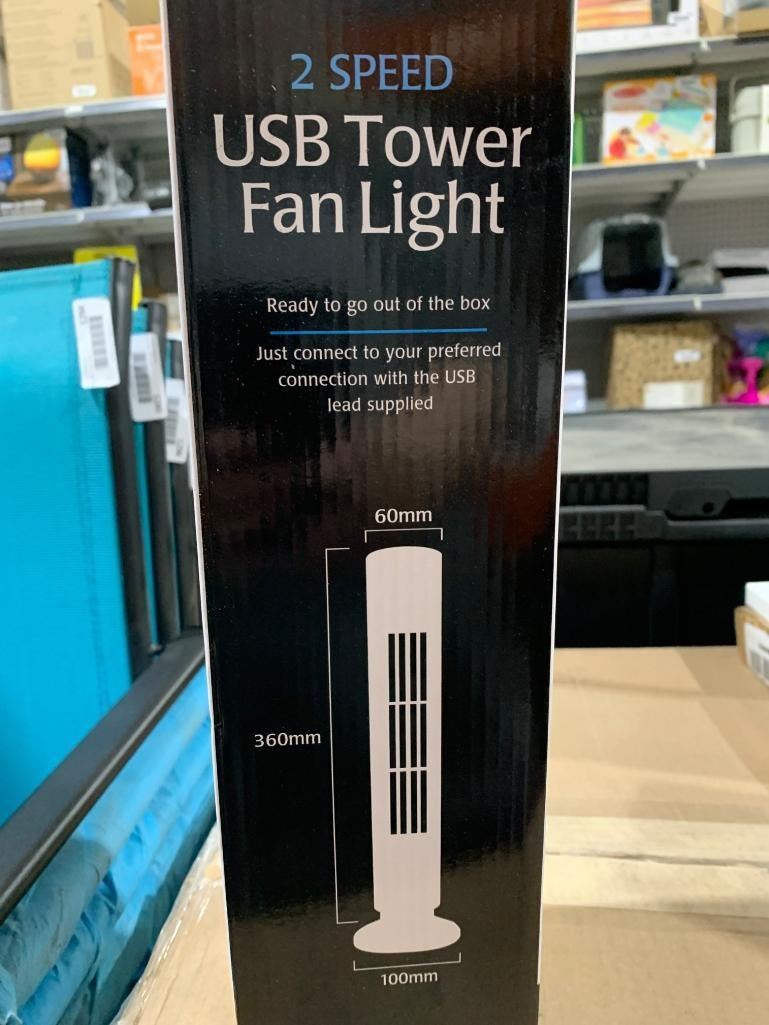 2 SPEED
USB Tower
Fan Light
Ready to go out of the box
Just connect to your preferred
connection with the USB
lead supplied
60mm
360mm
100mm